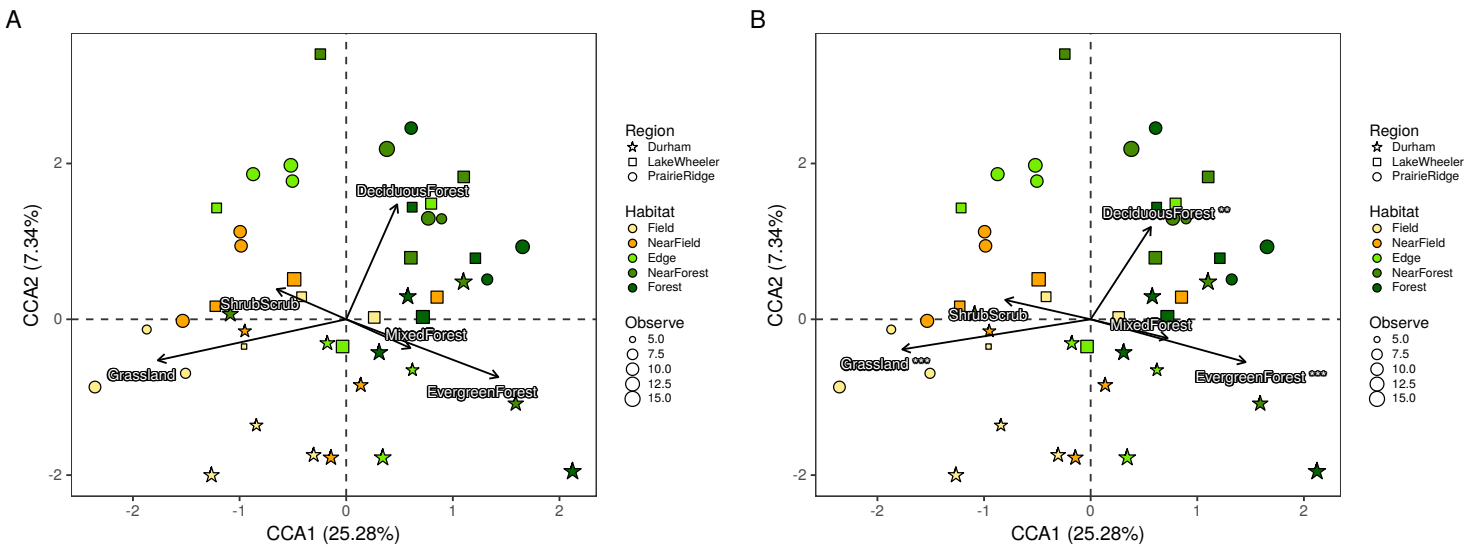 A
CCA2 (7.34%)
2
0
-2
DeciduousForest
ShrubScrub
MixedForest
Grassland
EvergreenForest
-2
-1
0
1
2
CCA1 (25.28%)
Region
Durham
LakeWheeler
PrairieRidge
Habitat
Field
NearField
Edge
NearForest
Forest
Observe
5.0
7.5
10.0
12.5
15.0
B
CCA2 (7.34%)
2
0
-2
DeciduousForest **
ShrubScrub
MixedForest
Grassland ***
EvergreenForest ***
-2
-1
0
1
2
CCA1 (25.28%)
Region
Durham
LakeWheeler
PrairieRidge
Habitat
Field
NearField
Edge
NearForest
Forest
Observe
5.0
7.5
10.0
12.5
15.0